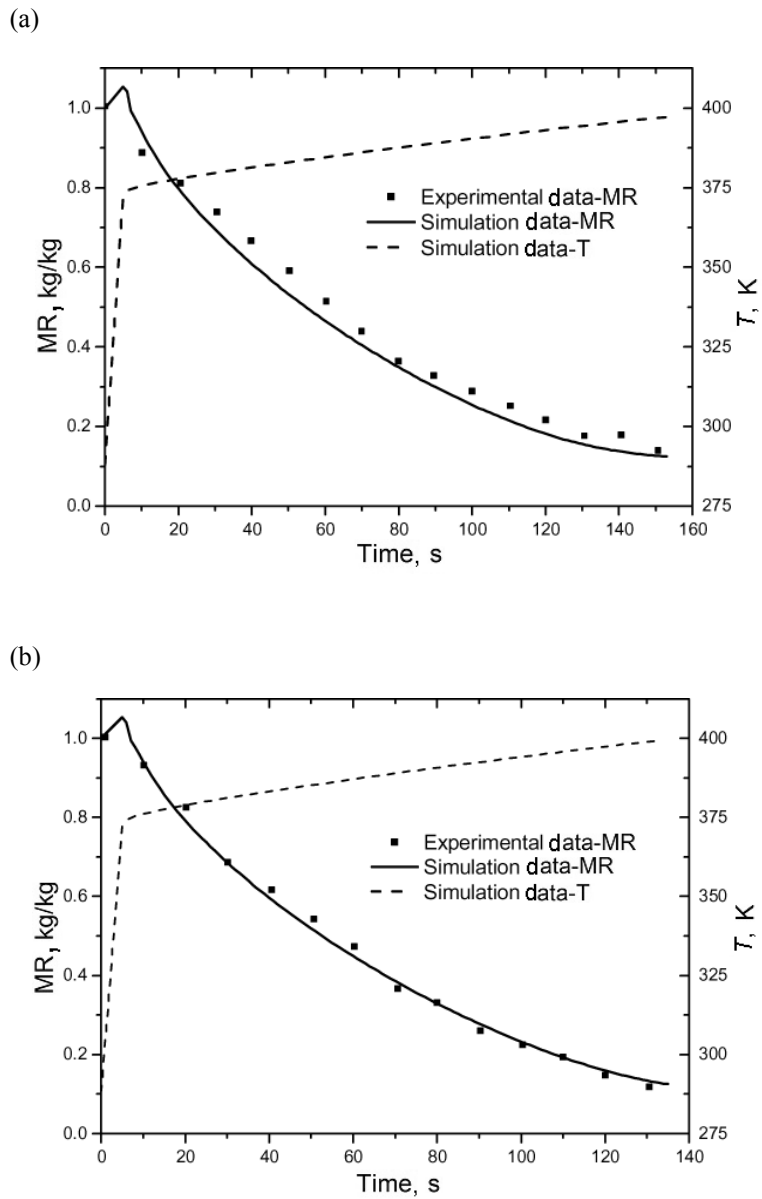 (a)
1.0
0.8
0.6
0.4
0.2
0.0
MR, kg/kg
400
375
350
325
300
275
T, K
Experimental data-MR
Simulation data-MR
Simulation data-T
0 20 40 60 80 100 120 140 160
Time, s
(b)
1.0
0.8
0.6
0.4
0.2
0.0
MR, kg/kg
400
375
350
325
300
275
T, K
Experimental data-MR
Simulation data-MR
Simulation data-T
0 20 40 60 80 100 120 140
Time, s